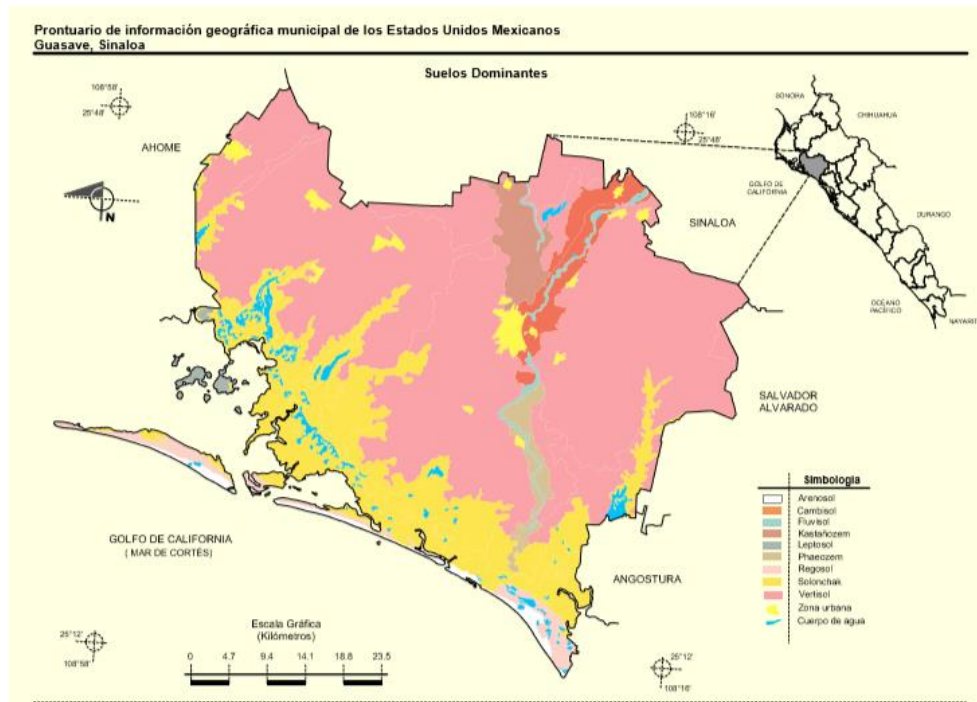 Prontuario de información geográfica municipal de los Estados Unidos Mexicanos
Guasave, Sinaloa
Suelos Dominantes
108°58'
25°48'
108°16'
25°48'
SONORA
CHIHUAHUA
AHOME
GOLFO DE
CALIFORNIA
N
SINALOA
DURANGO
OCEANO
PACÍFICO
NAYARIT
SALVADOR
ALVARADO
Simbología
Arenosol
Cambisol
Fluvisol
Kastañozem
Leptosol
Phaeozem
Regosol
Solonchak
Vertisol
Zona urbana
Cuerpo de agua
GOLFO DE CALIFORNIA
( MAR DE CORTÉS)
ANGOSTURA
Escala Gráfica
(Kilómetros)
25°12'
108°58'
0 4.7 9.4 14.1 18.8 23.5
25°12'
108°16'